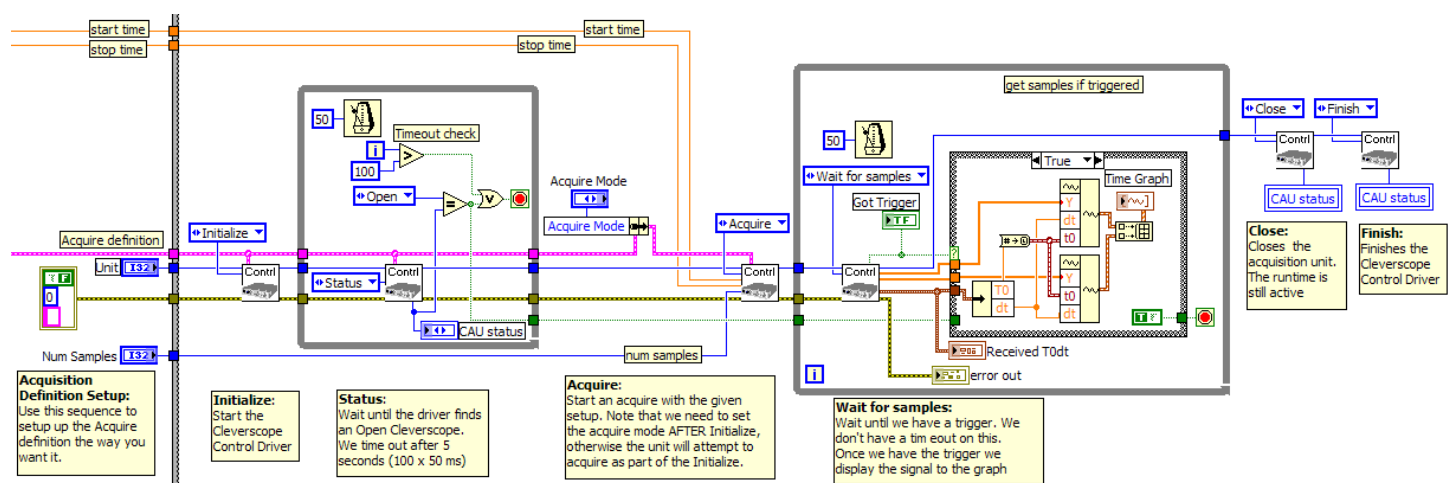 start time
start time
stop time
stop time
get samples if triggered
50
Timeout check
i
100
>
Open
=
v
Close
Finish
Contrl
Contrl
CAU status
CAU status
50
Wait for samples
True
Time Graph
Got Trigger
TF
Y
dt
t0
Y
t0
dt
T0
dt
Acquire Mode
Acquire Mode
Acquire
Acquire definition
Initialize
Unit
I32
Contrl
Status
Contrl
Contrl
Contrl
F
0
CAU status
T
Received T0dt
Num Samples
I32
num samples
error out
i
Acquisition
Definition Setup:
Use this sequence to
setup up the Acquire
definition the way you
want it.
Initialize:
Start the
Cleverscope
Control Driver
Status:
Wait until the driver finds
an Open Cleverscope.
We time out after 5
seconds (100 x 50 ms)
Acquire:
Start an acquire with the given
setup. Note that we need to set
the acquire mode AFTER Initialize,
otherwise the unit will attempt to
acquire as part of the Initialize.
Wait for samples:
Wait until we have a trigger. We
don't have a tim eout on this.
Once we have the trigger we
display the signal to the graph
Close:
Closes the
acquisition unit.
The runtime is
still active
Finish:
Finishes the
Cleverscope
Control Driver